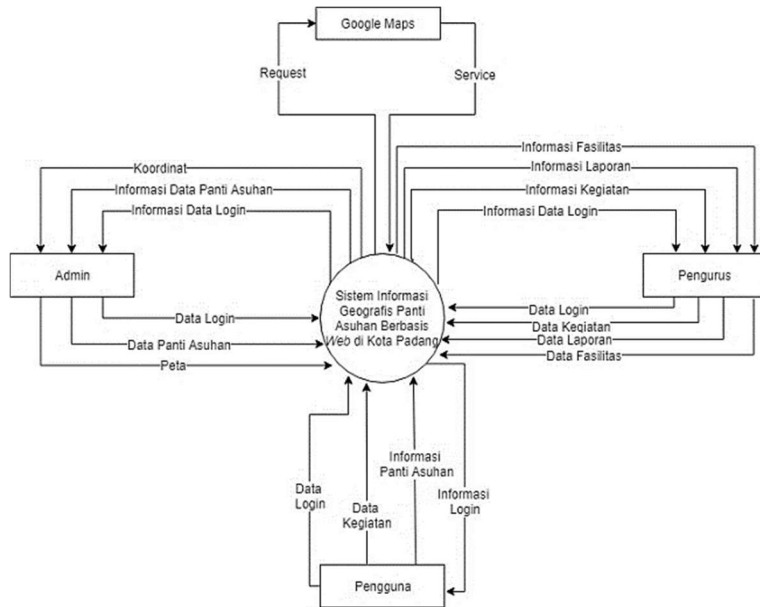 Google Maps
Request
Service
Koordinat
Informasi Data Panti Asuhan
Informasi Data Login
Informasi Fasilitas
Informasi Laporan
Informasi Kegiatan
Informasi Data Login
Admin
Sistem Informasi
Geografis Panti
Asuhan Berbasis
Web di Kota Padang
Pengurus
Data Login
Data Panti Asuhan
Peta
Data Login
Data Kegiatan
Data Laporan
Data Fasilitas
Data
Login
Data
Kegiatan
Informasi
Panti Asuhan
Informasi
Login
Pengguna